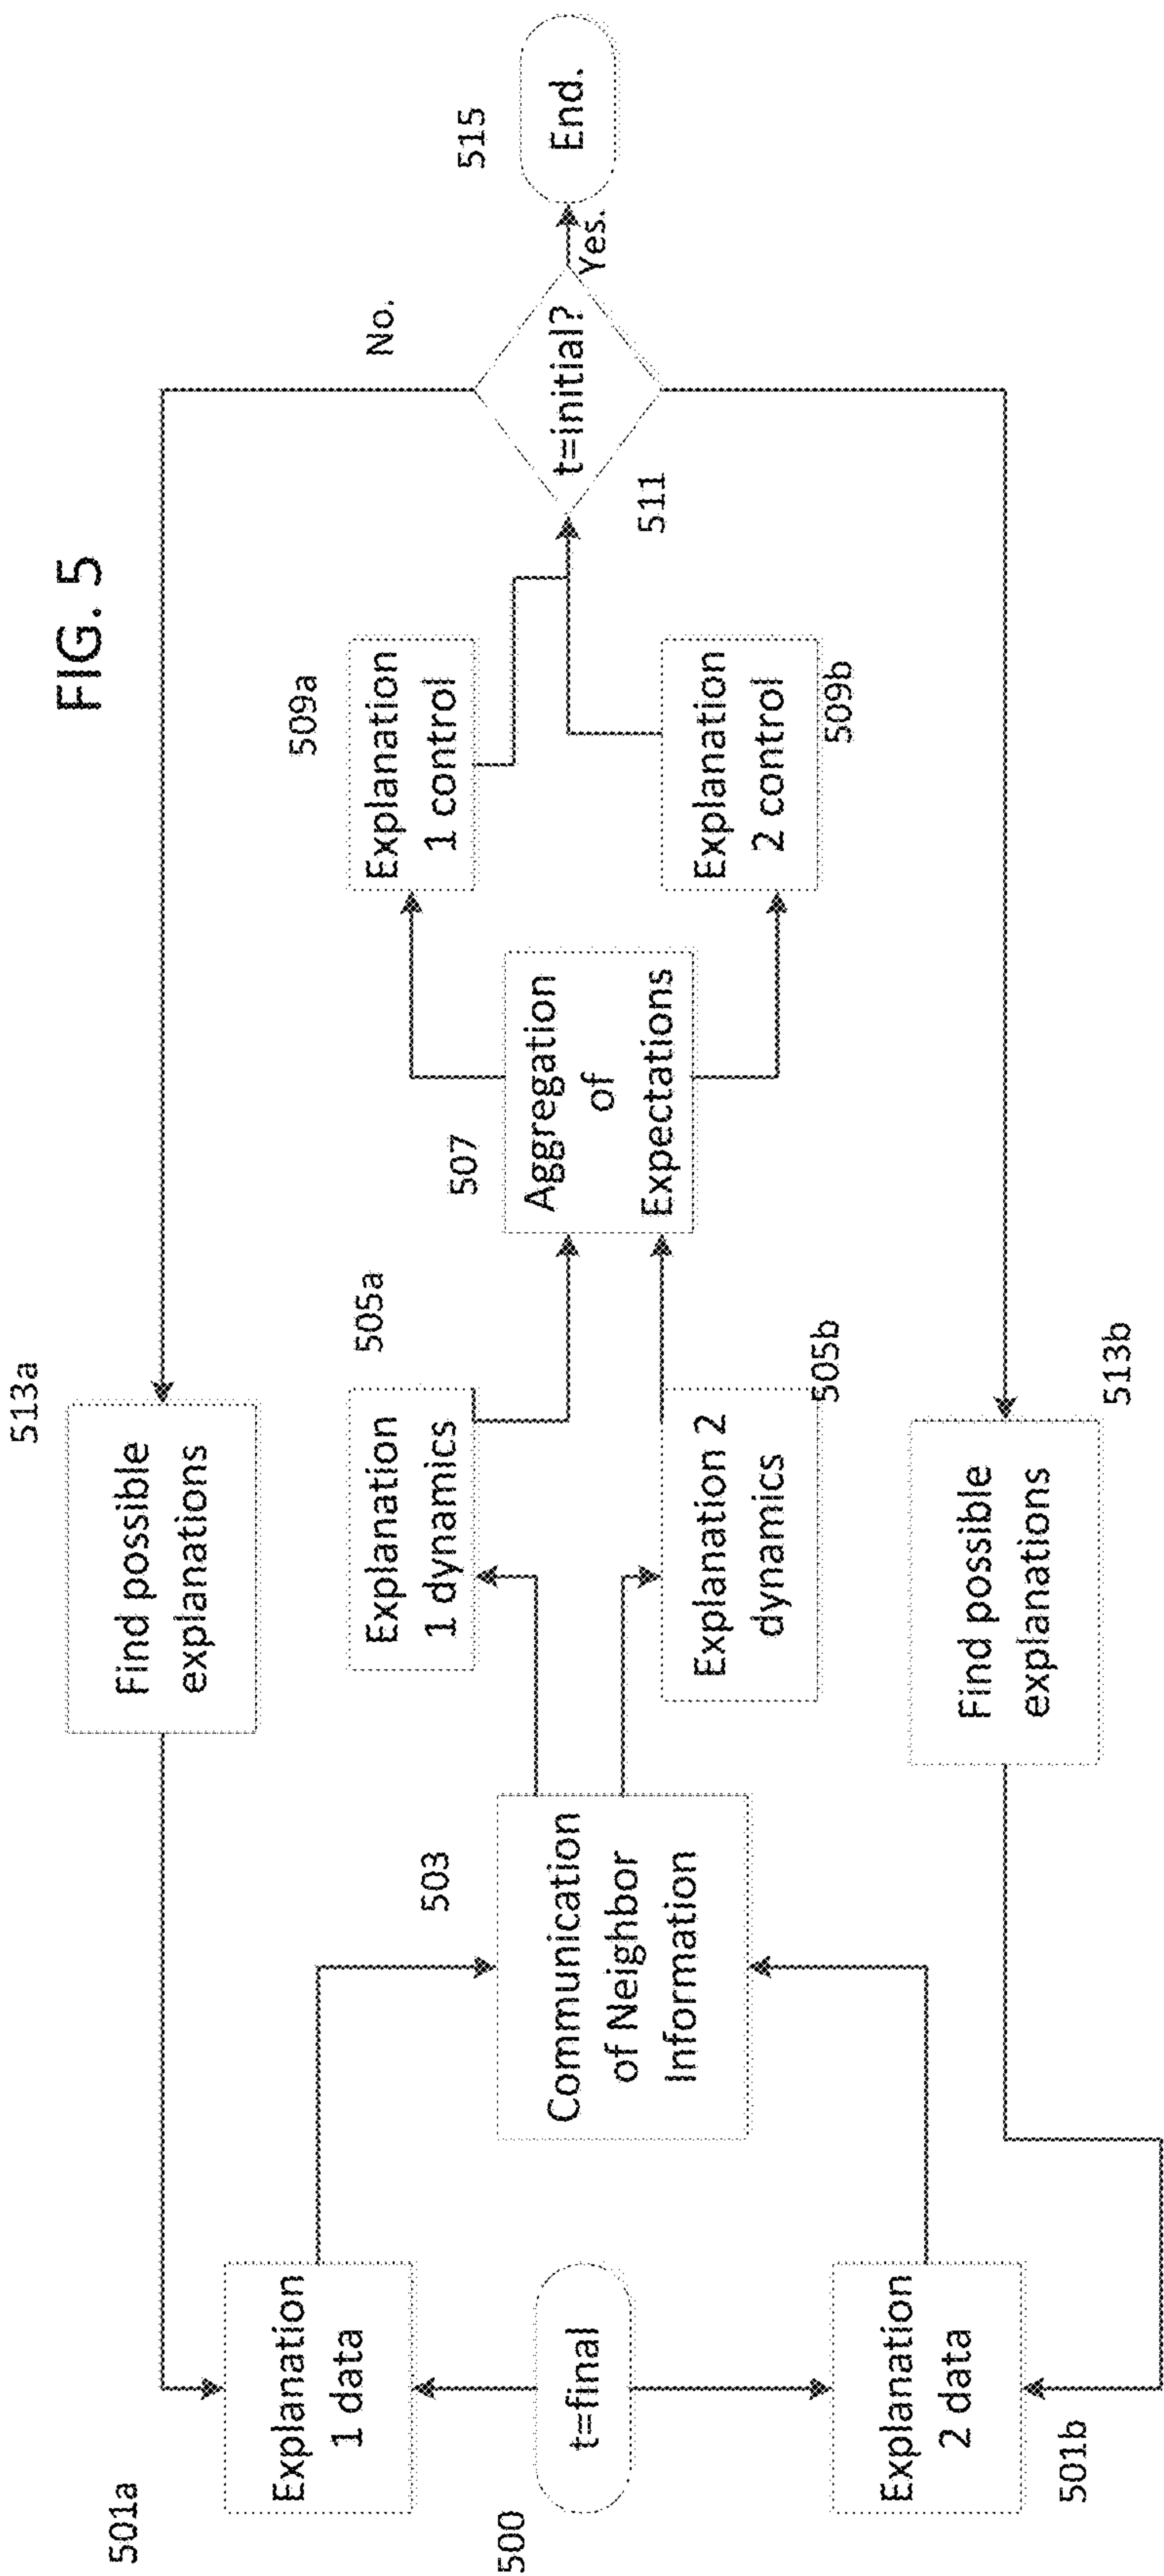 FIG. 5
501a
Explanation
1 data
500
t=final
Explanation
2 data
501b
503
Communication
of Neighbor
Information
513a
Find possible
explanations
505a
Explanation
1 dynamics
Explanation 2
dynamics
505b
Find possible
explanations
513b
507
Aggregation
of
Expectations
509a
Explanation
1 control
Explanation
2 control
509b
No.
t=initial?
511
Yes.
515
End.